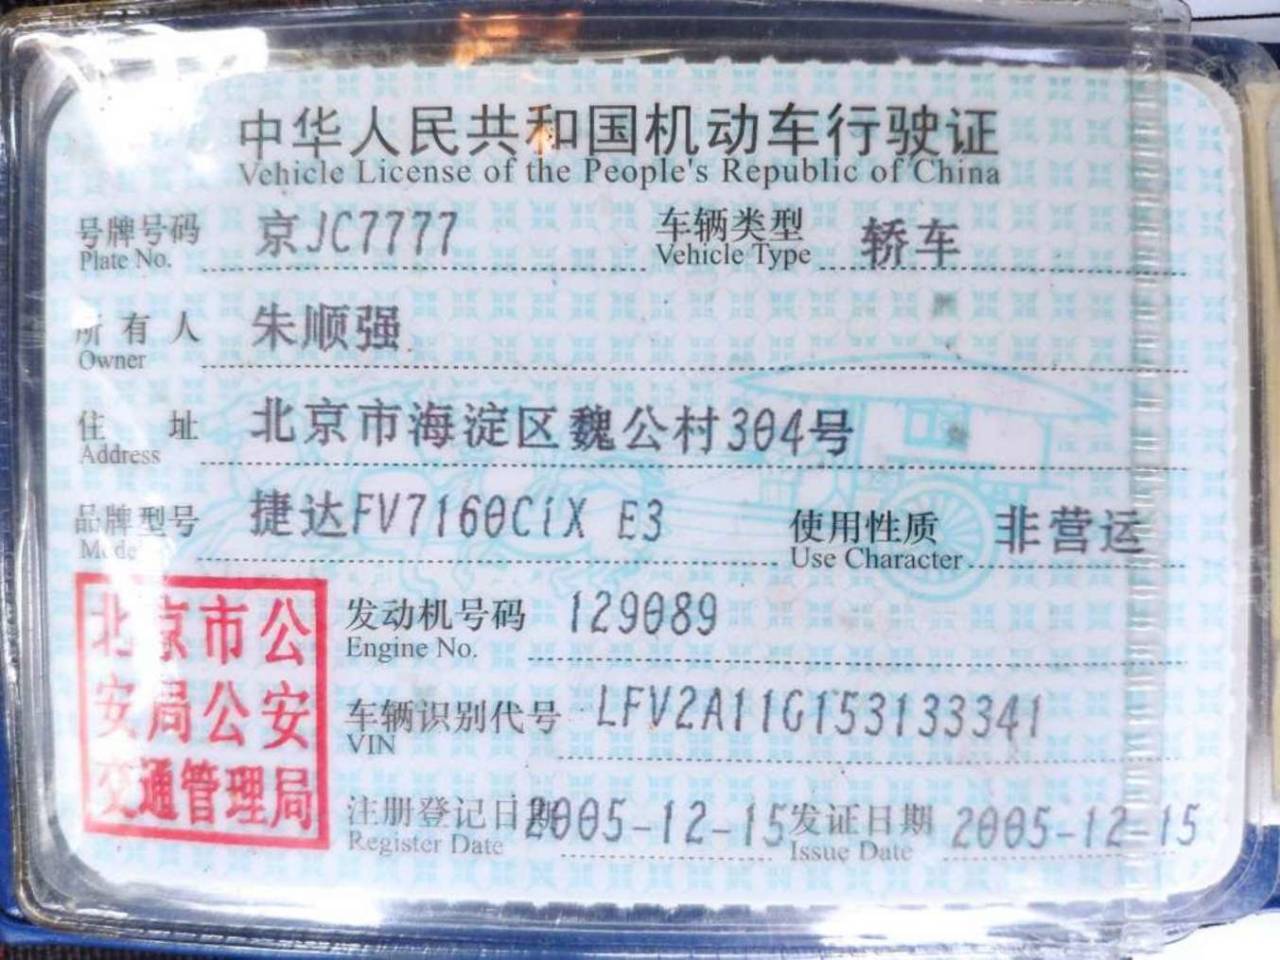 中华人民共和国机动车行驶证
Vehicle License of the People's Republic of China
号牌号码 京JC7777 车辆类型 轿车
Plate No. Vehicle Type
所有人 朱顺强
Owner
住址 北京市海淀区魏公村304号
Address
品牌型号 捷达FV7160CiX E3 使用性质 非营运
Model Use Character
北京市公
安局公安
交通管理局
发动机号码 129089
Engine No.
车辆识别代号 LFV2A11G153133341
VIN
注册登记日期 2005-12-15 发证日期 2005-12-15
Register Date Issue Date